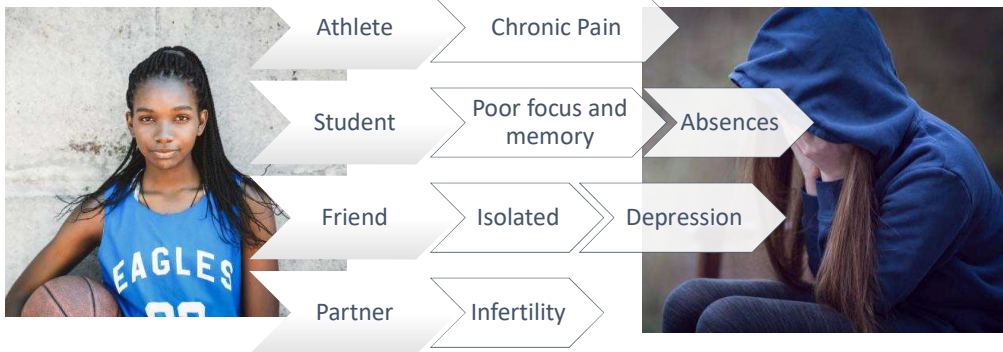 Athlete
Chronic Pain
Student
Poor focus and
memory
Absences
Friend
Isolated
Depression
Partner
Infertility
EAGLES